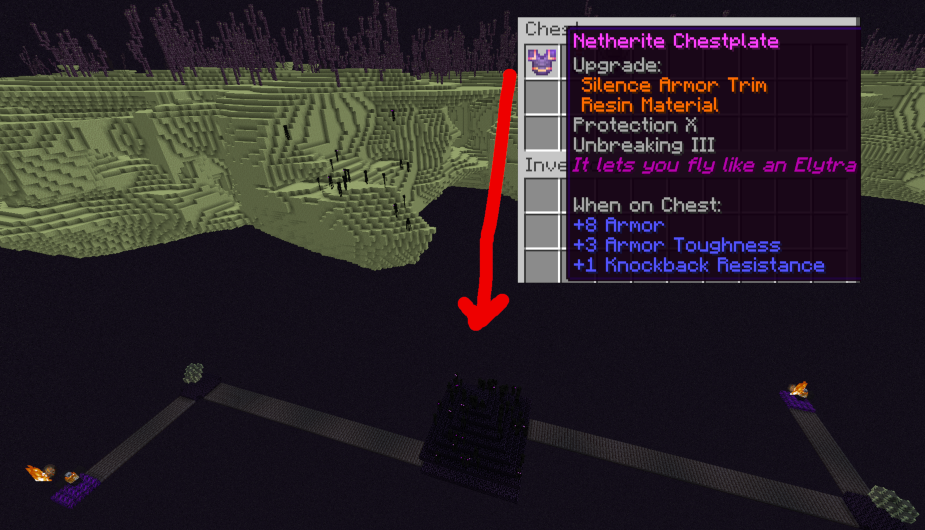 Ches
Netherite Chestplate
Upgrade:
Silence Armor Trim
Resin Material
Protection X
Unbreaking III
It lets you fly like an Elytra
Inve
When on Chest:
+8 Armor
+3 Armor Toughness
+1 Knockback Resistance